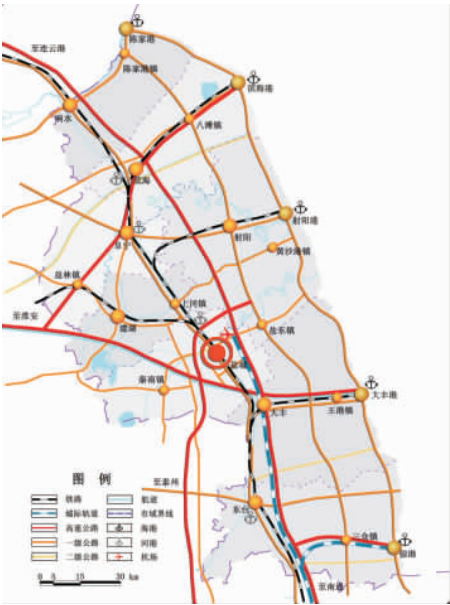 陈家港
至连云港
陈家港镇
滨海港
响水
八滩镇
滨海
射阳港
阜宁
射阳
黄沙港镇
益林镇
上冈镇
至淮安
建湖
盐东镇
盐城
秦南镇
大丰港
王港镇
大丰
图 例
至泰州
铁路
航道
东台
城际轨道
市域界线
高速公路
海港
一级公路
河港
三仓镇
二级公路
机场
0 5 15 30 km
至南通